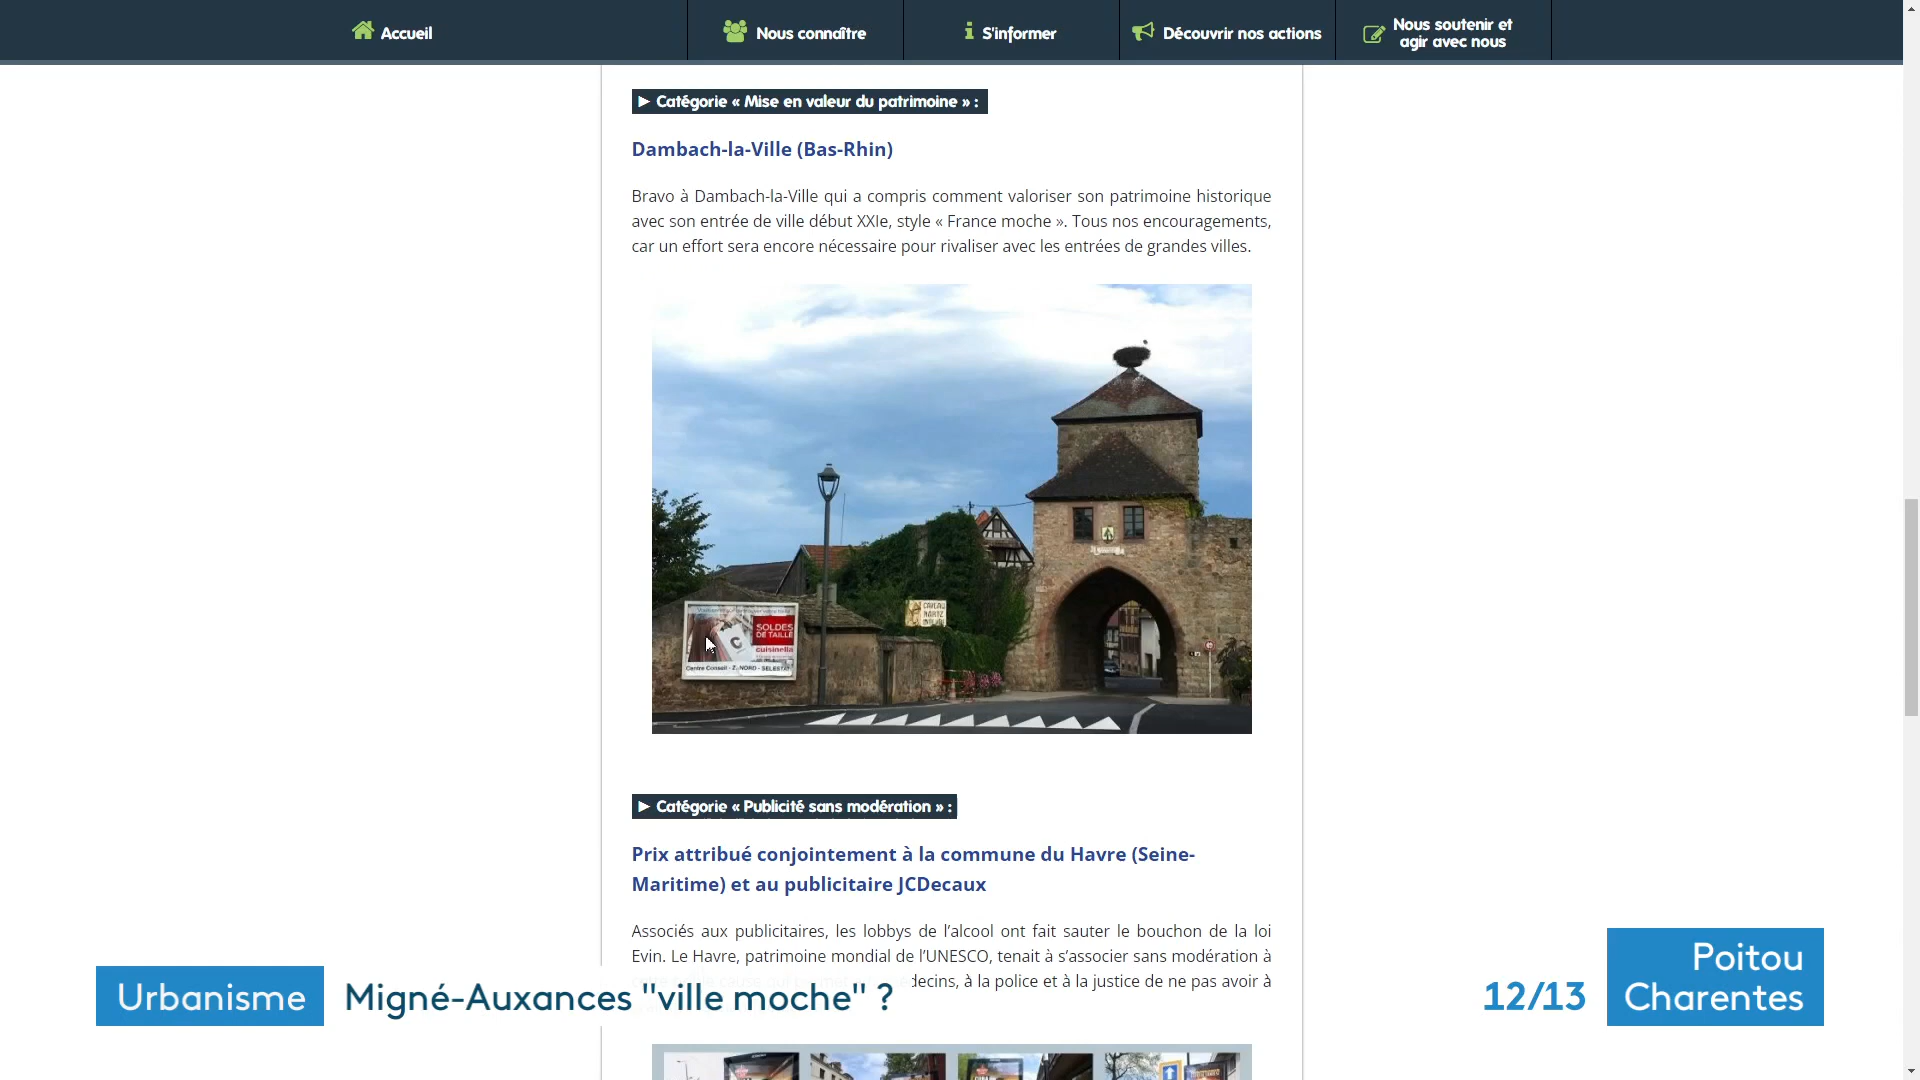 Accueil
Nous connaître
S'informer
Découvrir nos actions
Nous soutenir et
agir avec nous
► Catégorie « Mise en valeur du patrimoine » :
Dambach-la-Ville (Bas-Rhin)
Bravo à Dambach-la-Ville qui a compris comment valoriser son patrimoine historique
avec son entrée de ville début XXIe, style « France moche ». Tous nos encouragements,
car un effort sera encore nécessaire pour rivaliser avec les entrées de grandes villes.
SOLDES
DE TAILLE
cuisinella
Centre Conseil - Z. NORD - SELESTAT
CAVEAU
► Catégorie « Publicité sans modération » :
Prix attribué conjointement à la commune du Havre (Seine-
Maritime) et au publicitaire JCDecaux
Associés aux publicitaires, les lobbys de l'alcool ont fait sauter le bouchon de la loi
Evin. Le Havre, patrimoine mondial de l'UNESCO, tenait à s'associer sans modération à
decins, à la police et à la justice de ne pas avoir à
Urbanisme
Migné-Auxances "ville moche" ?
12/13
Poitou
Charentes